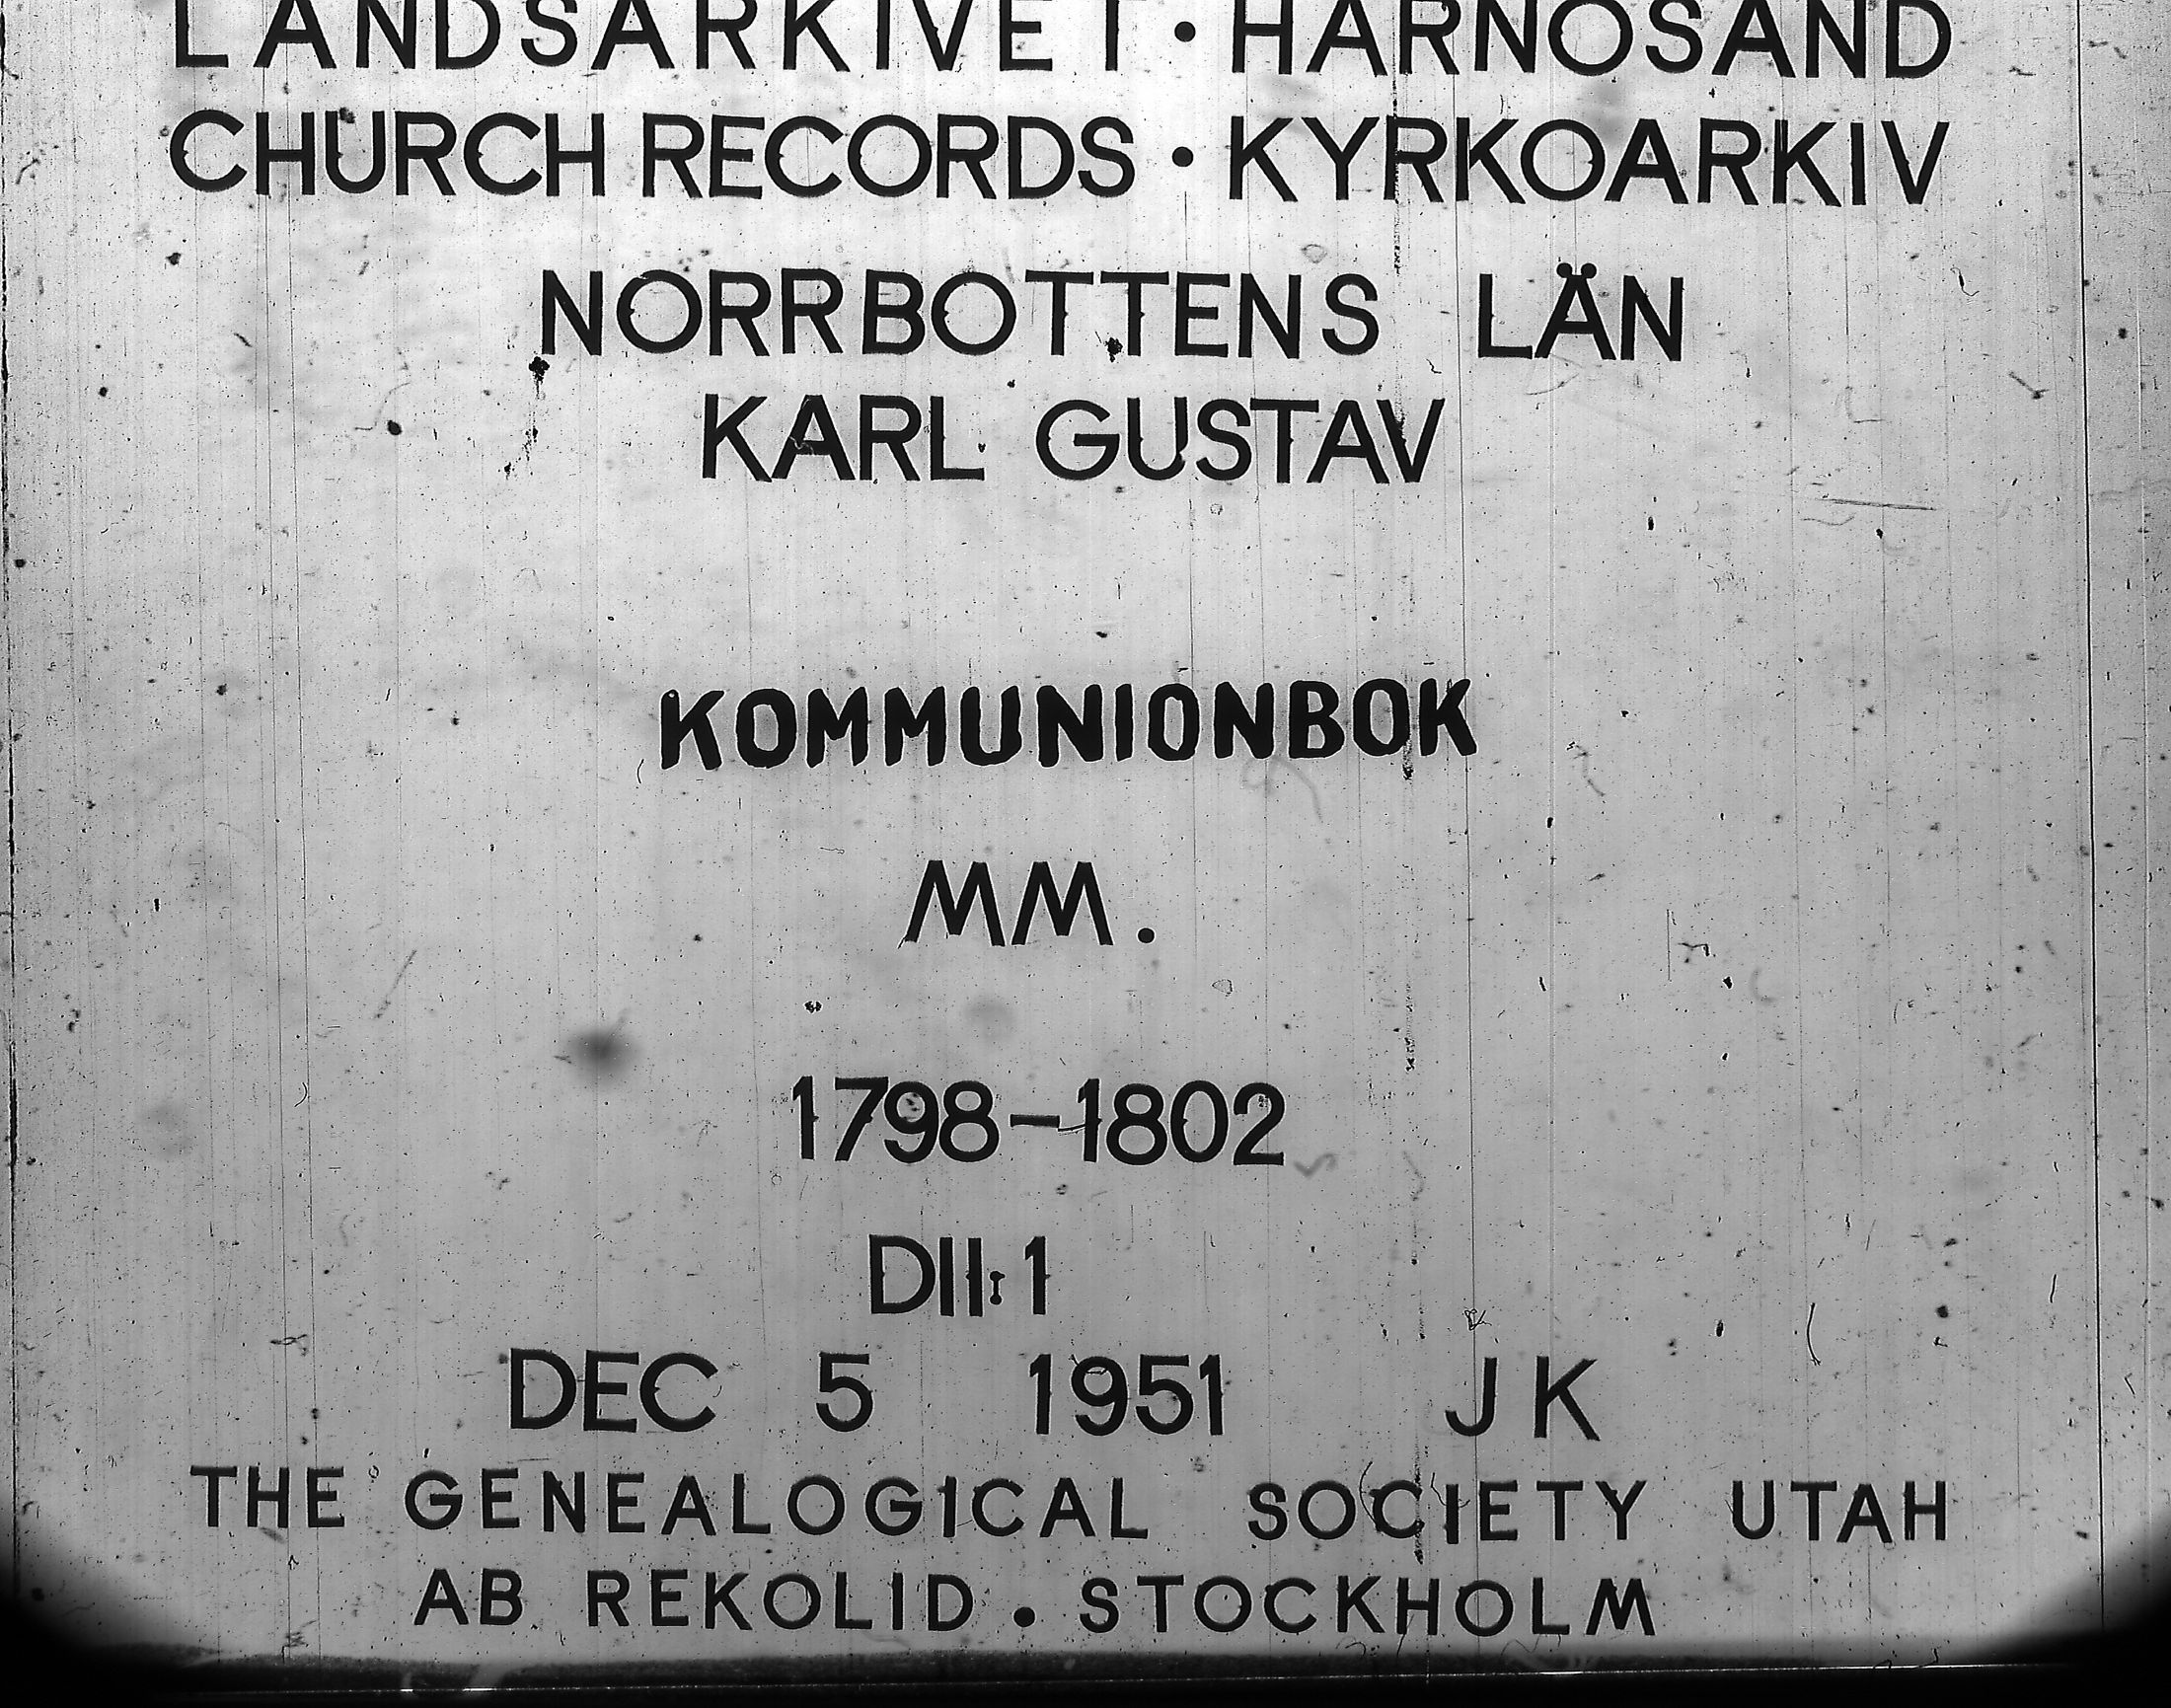 LANDSARKIVET · HÄRNÖSAND
CHURCH RECORDS · KYRKOARKIV
NORRBOTTENS LÄN
KARL GUSTAV
KOMMUNIONBOK
MM.
1798–1802
DII:1
DEC 5 1951 JK
THE GENEALOGICAL SOCIETY UTAH
AB REKOLID . STOCKHOLM